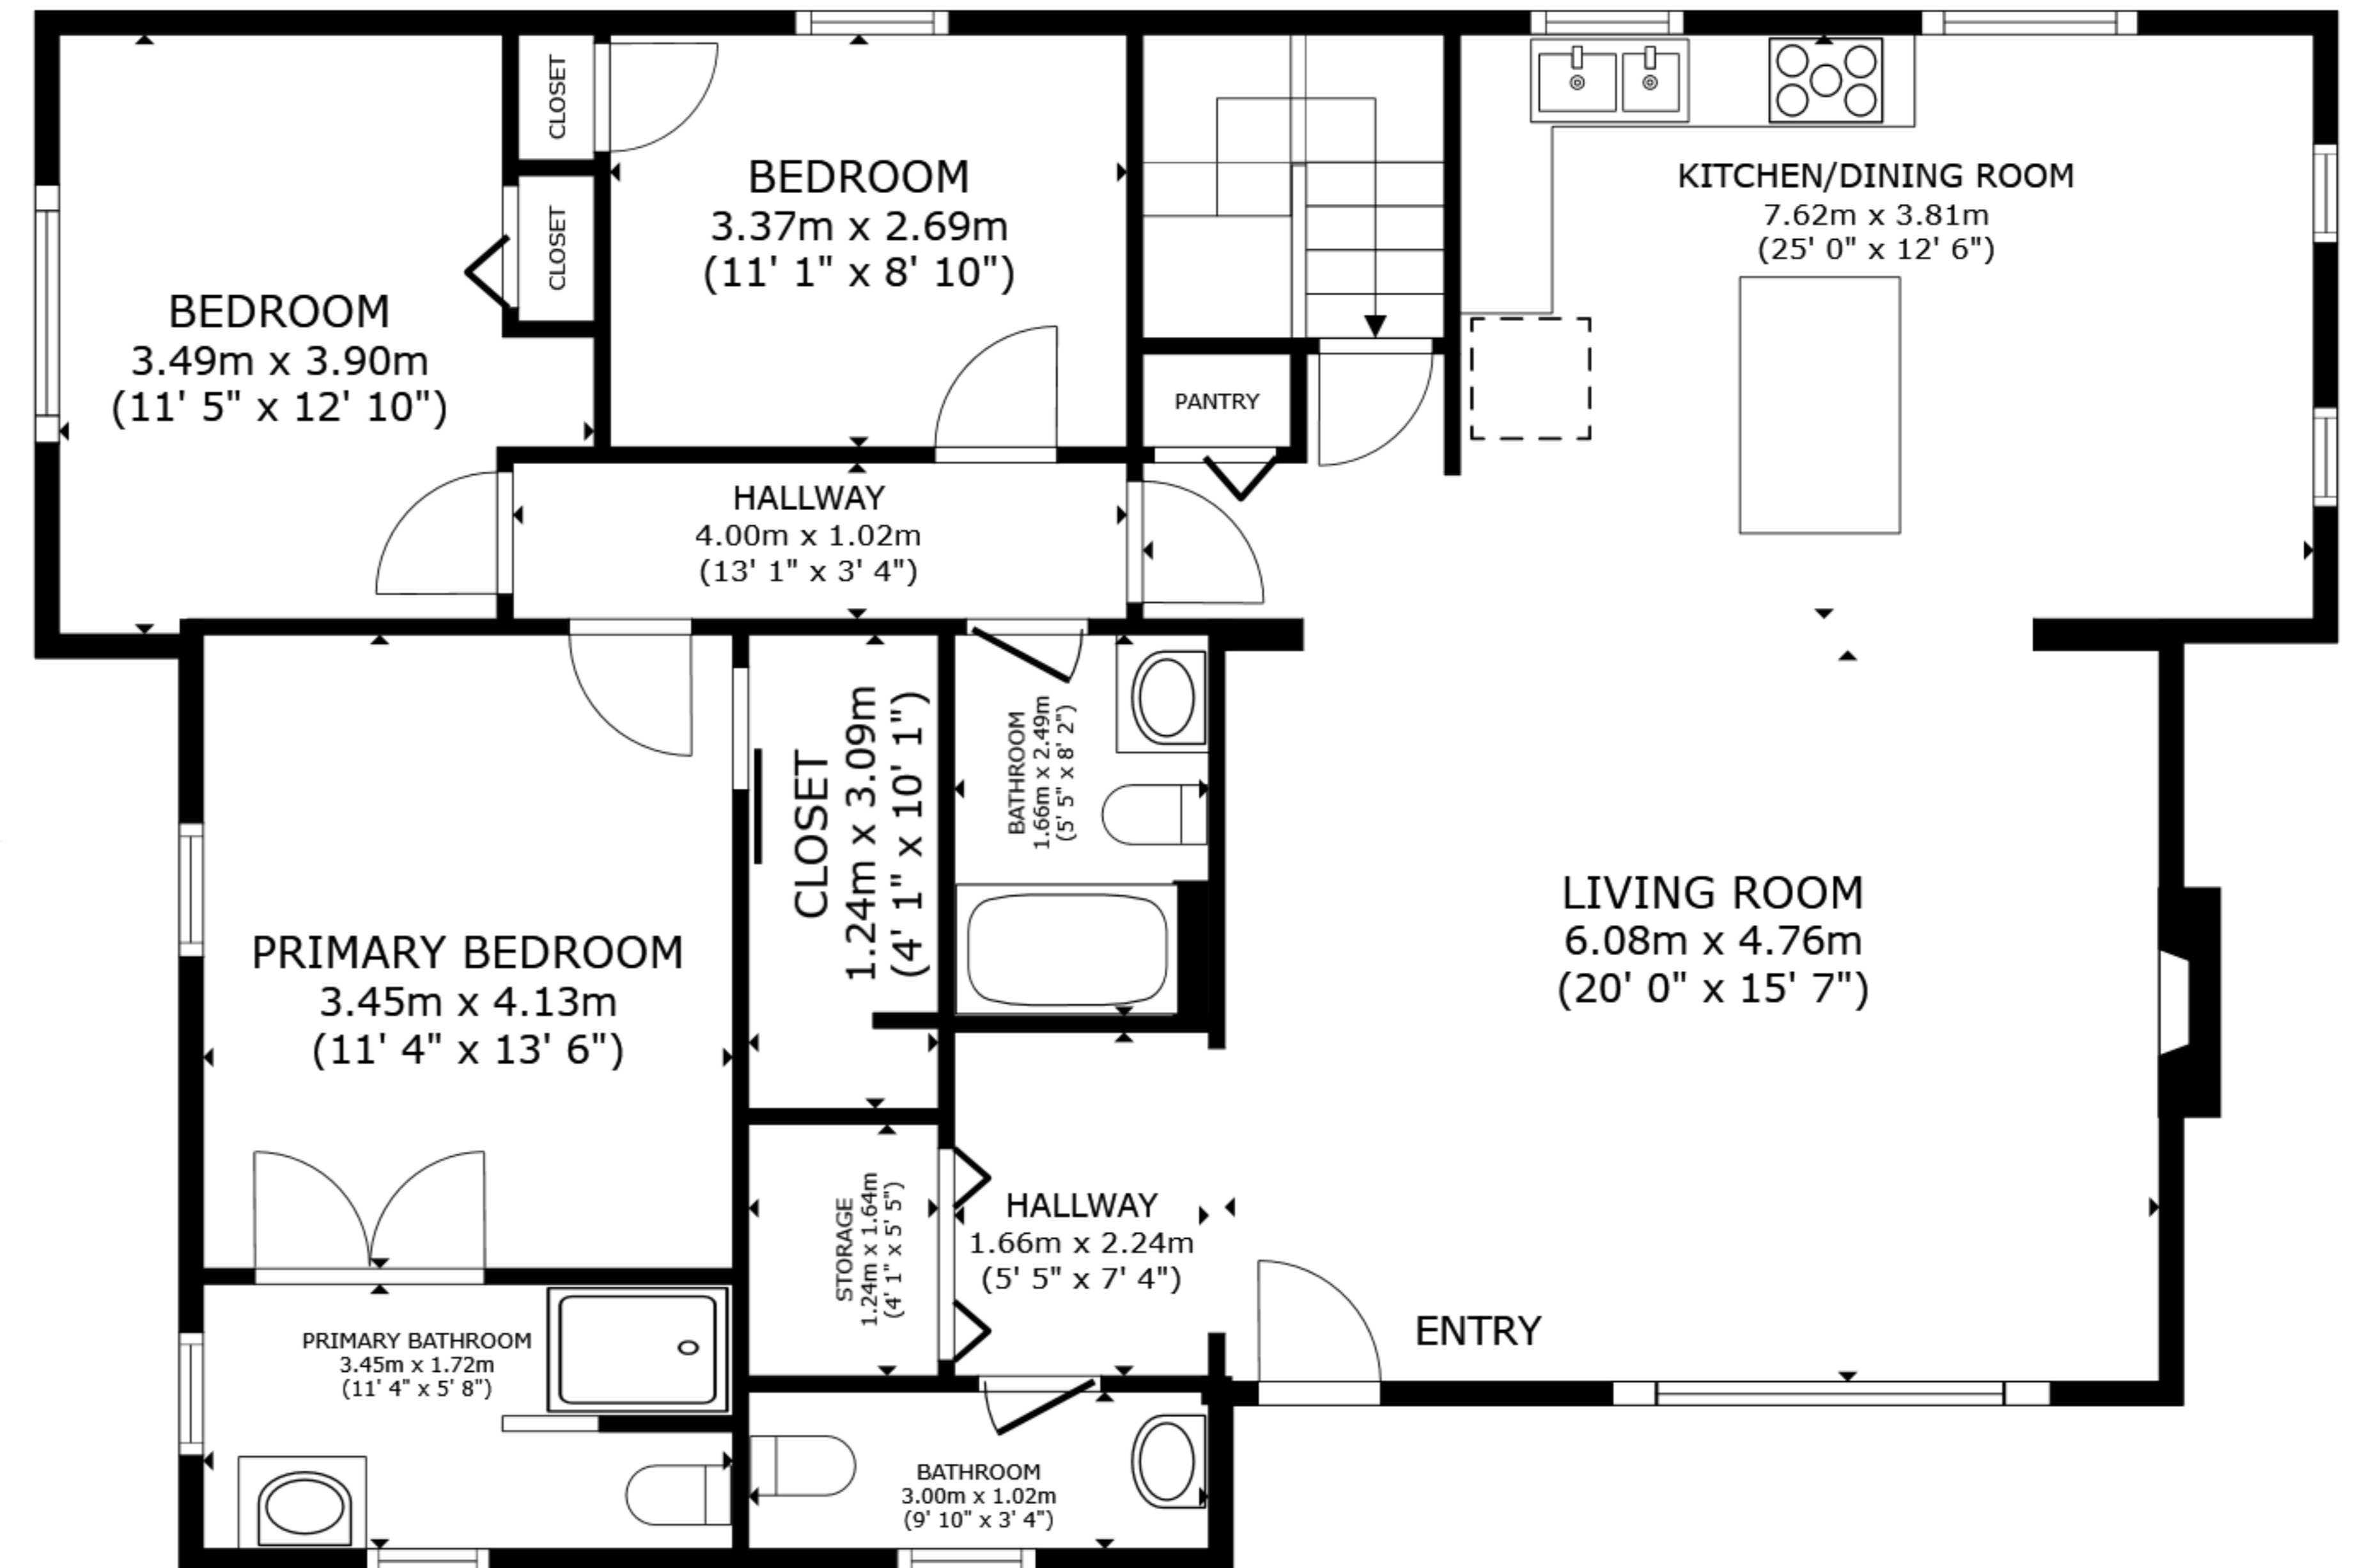 CLOSET
BEDROOM
3.37m x 2.69m
(11' 1" x 8' 10")
KITCHEN/DINING ROOM
7.62m x 3.81m
(25' 0" x 12' 6")
CLOSET
BEDROOM
3.49m x 3.90m
(11' 5" x 12' 10")
PANTRY
HALLWAY
4.00m x 1.02m
(13' 1" x 3' 4")
CLOSET
1.24m x 3.09m
(4' 1" x 10' 1")
BATHROOM
1.66m x 2.49m
(5' 5" x 8' 2")
PRIMARY BEDROOM
3.45m x 4.13m
(11' 4" x 13' 6")
LIVING ROOM
6.08m x 4.76m
(20' 0" x 15' 7")
STORAGE
1.24m x 1.64m
(4' 1" x 5' 5")
HALLWAY
1.66m x 2.24m
(5' 5" x 7' 4")
ENTRY
PRIMARY BATHROOM
3.45m x 1.72m
(11' 4" x 5' 8")
BATHROOM
3.00m x 1.02m
(9' 10" x 3' 4")